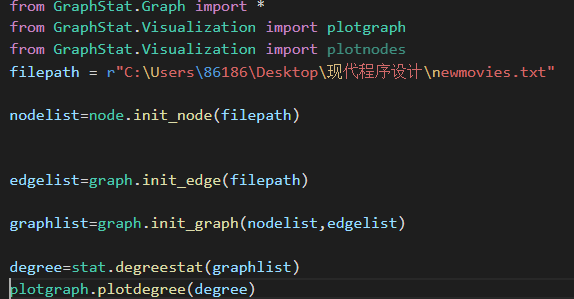 from GraphStat.Graph import *
from GraphStat.Visualization import plotgraph
from GraphStat.Visualization import plotnodes
filepath = r"C:\Users\86186\Desktop\现代程序设计\newmovies.txt"
nodelist=node.init_node(filepath)
edgelist=graph.init_edge(filepath)
graphlist=graph.init_graph(nodelist,edgelist)
degree=stat.degreestat(graphlist)
plotgraph.plotdegree(degree)